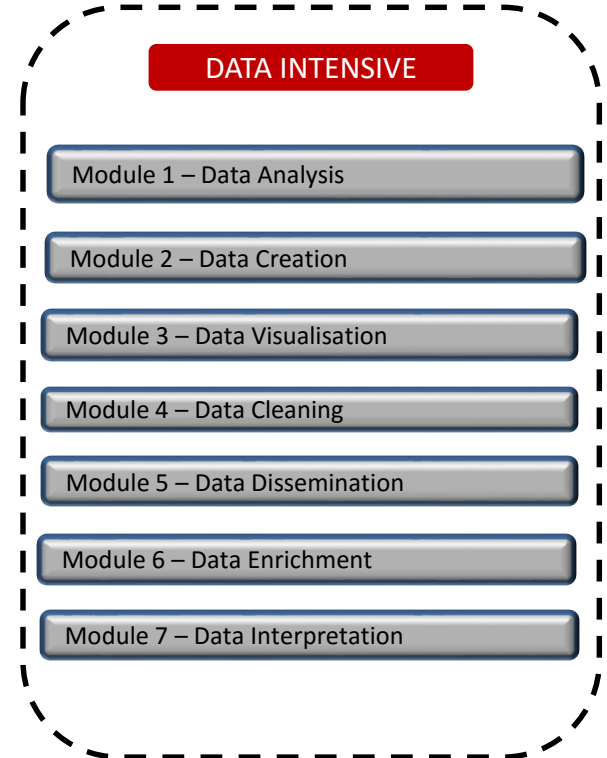 DATA INTENSIVE
Module 1 – Data Analysis
Module 2 – Data Creation
Module 3 – Data Visualisation
Module 4 – Data Cleaning
Module 5 – Data Dissemination
Module 6 – Data Enrichment
Module 7 – Data Interpretation